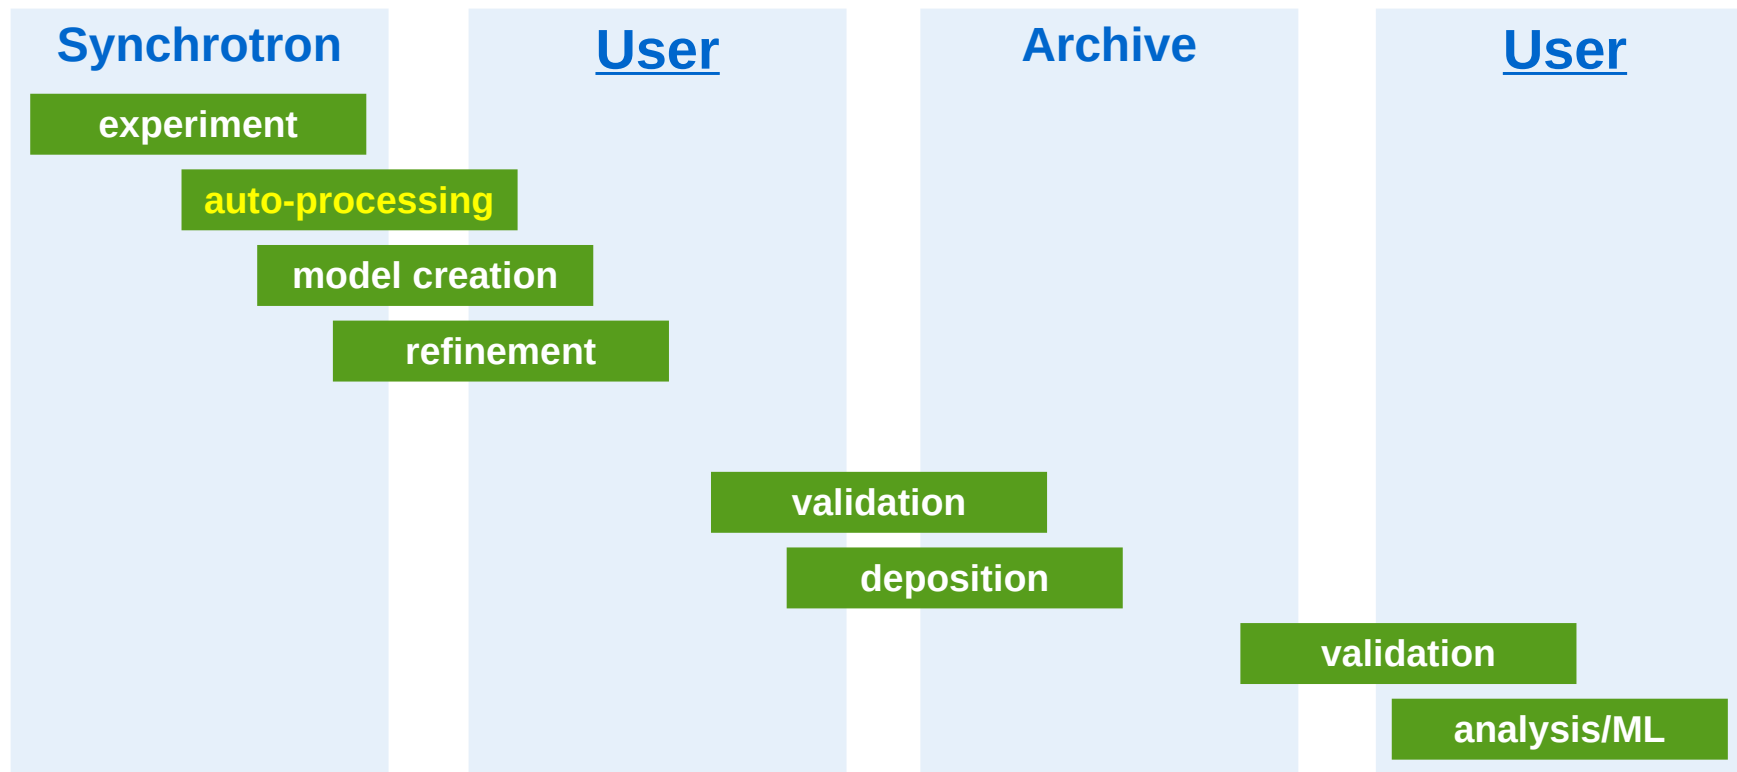 Synchrotron
User
Archive
User
experiment
auto-processing
model creation
refinement
validation
deposition
validation
analysis/ML